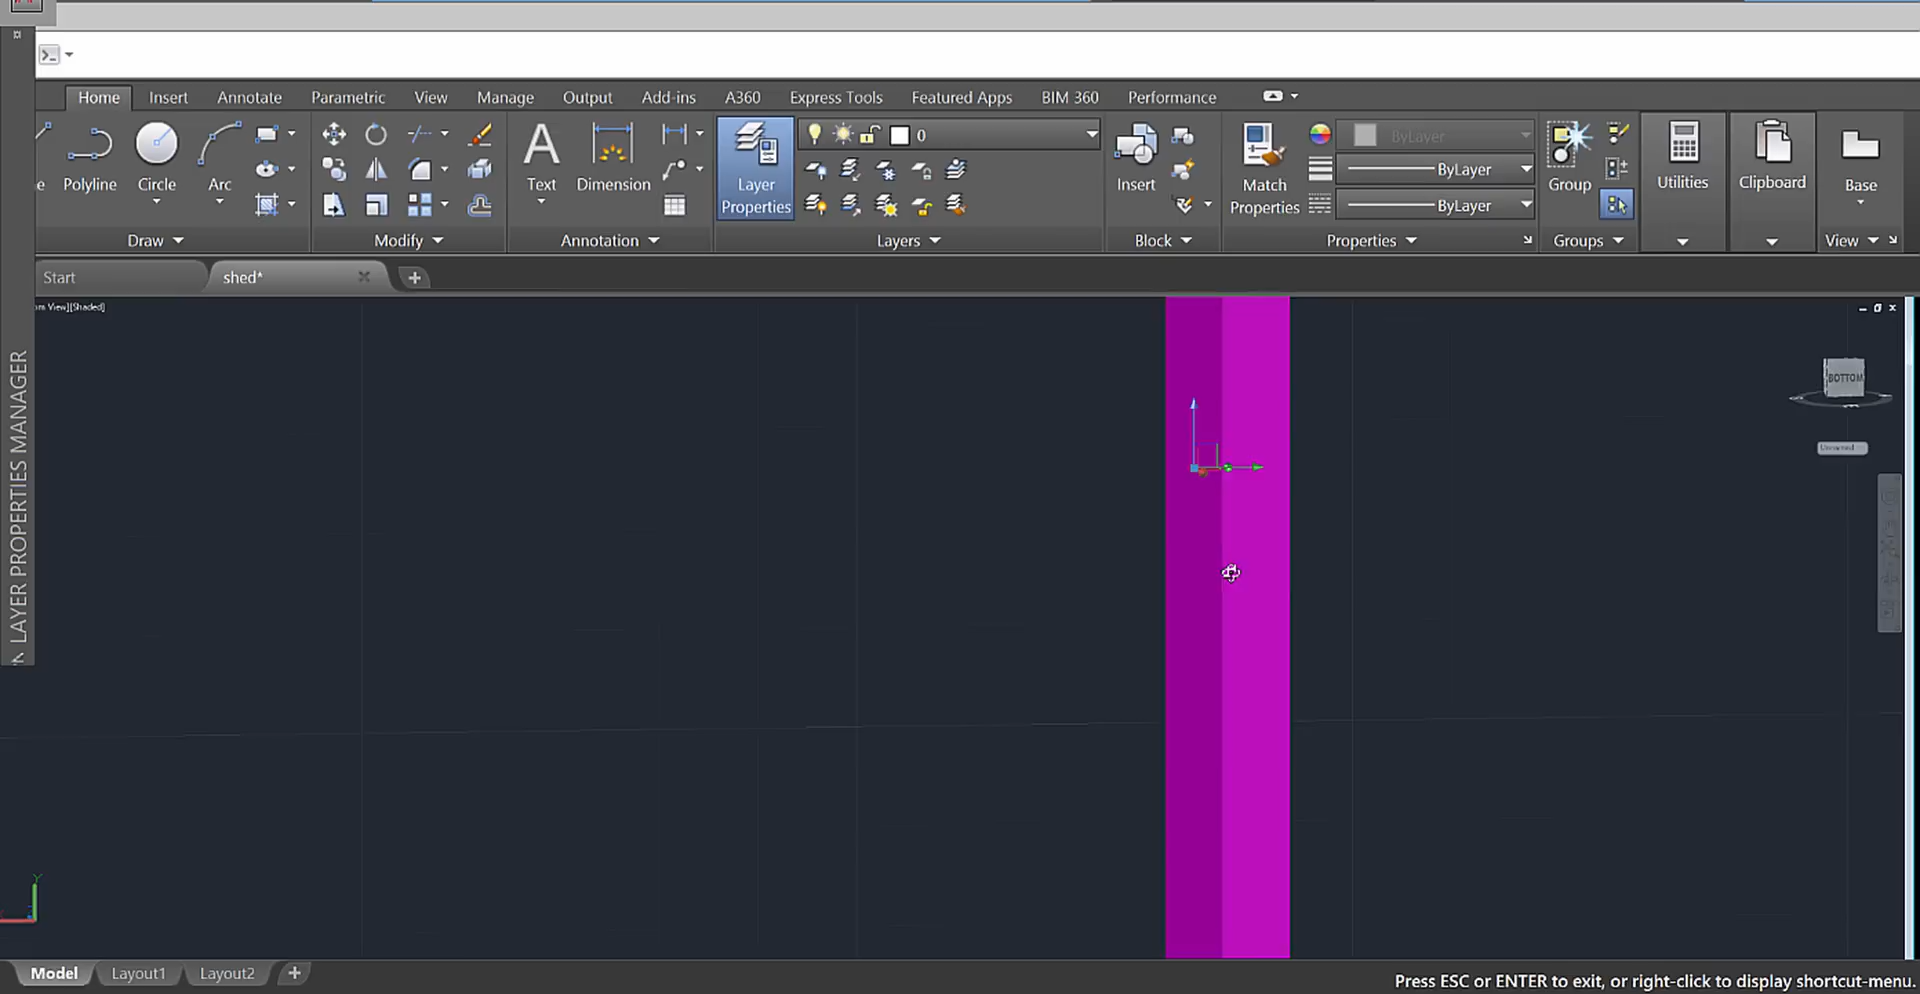 Home Insert Annotate Parametric View Manage Output Add-ins A360 Express Tools Featured Apps BIM 360 Performance
0
ByLayer
Polyline Circle Arc Text Dimension Layer Properties Insert Match Properties ByLayer Group Utilities Clipboard Base
ByLayer
Draw Modify Annotation Layers Block Properties Groups View
Start shed*
View][Shaded]
BOTTOM
Unnamed
LAYER PROPERTIES MANAGER
Y
Model Layout1 Layout2
Press ESC or ENTER to exit, or right-click to display shortcut-menu.